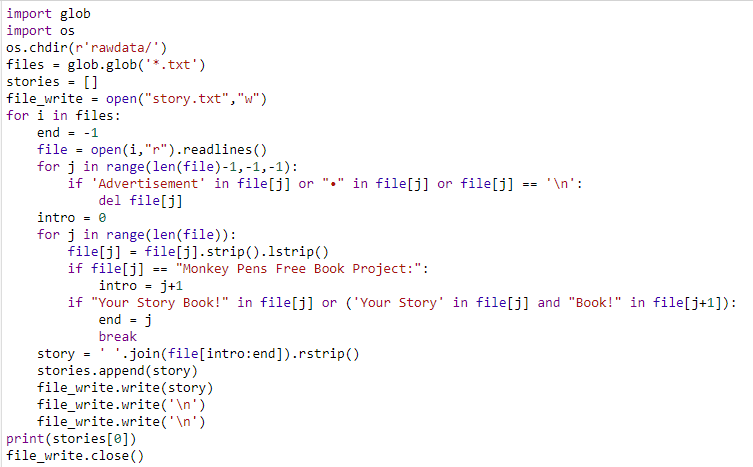 import glob
import os
os.chdir(r'rawdata/')
files = glob.glob('*.txt')
stories = []
file_write = open("story.txt","w")
for i in files:
    end = -1
    file = open(i,"r").readlines()
    for j in range(len(file)-1,-1,-1):
        if 'Advertisement' in file[j] or "•" in file[j] or file[j] == '\n':
            del file[j]
    intro = 0
    for j in range(len(file)):
        file[j] = file[j].strip().lstrip()
        if file[j] == "Monkey Pens Free Book Project:":
            intro = j+1
        if "Your Story Book!" in file[j] or ('Your Story' in file[j] and "Book!" in file[j+1]):
            end = j
            break
    story = ' '.join(file[intro:end]).rstrip()
    stories.append(story)
    file_write.write(story)
    file_write.write('\n')
    file_write.write('\n')
print(stories[0])
file_write.close()